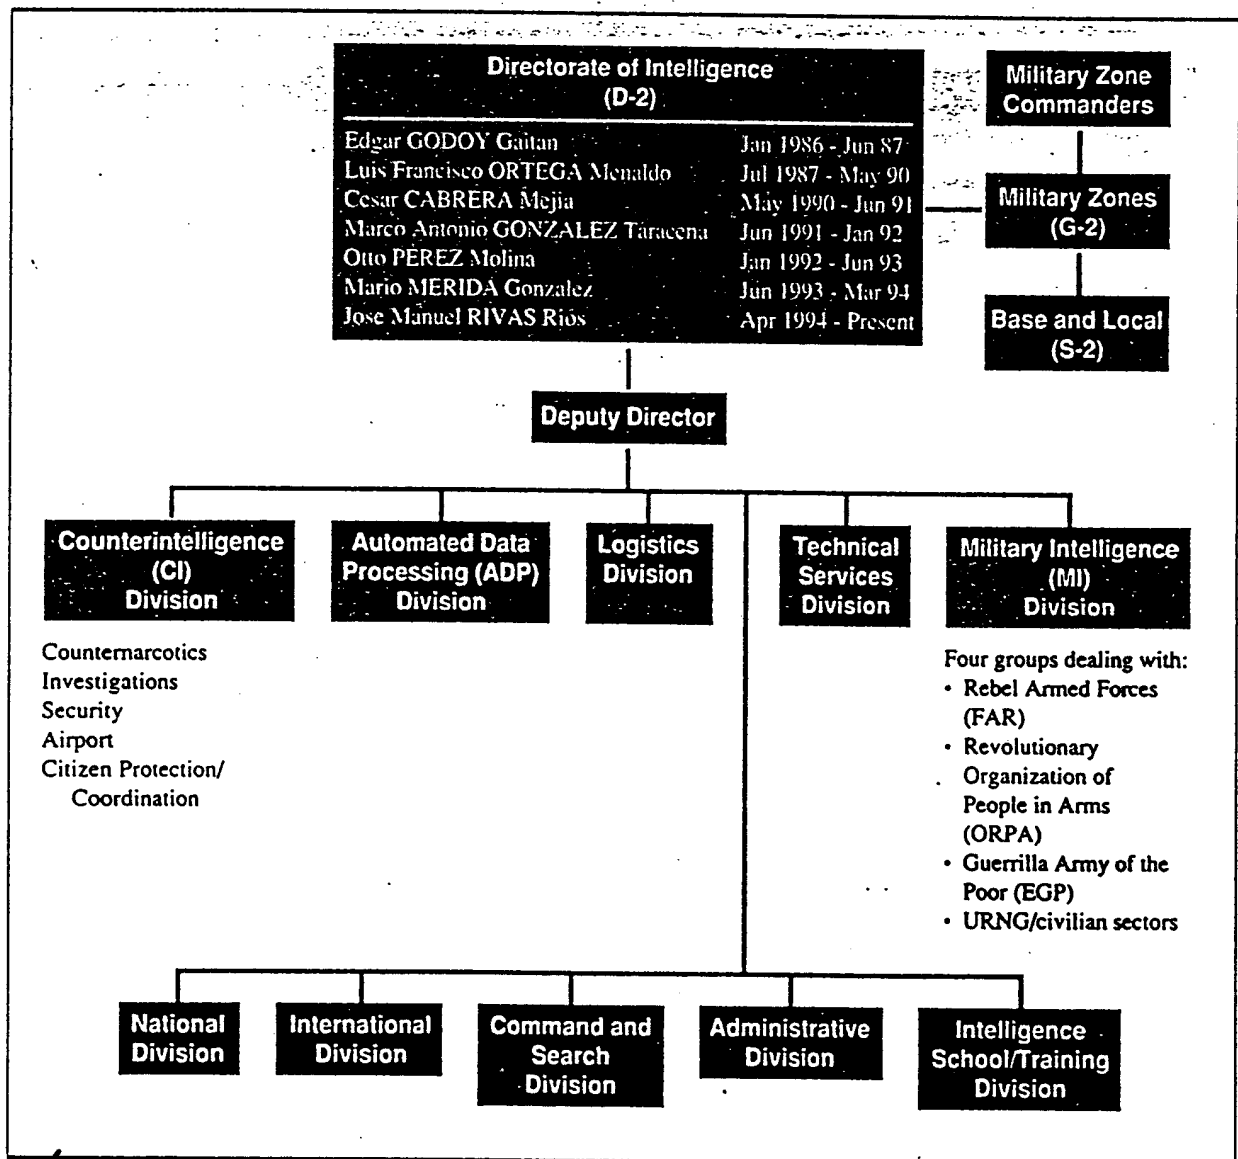 Directorate of Intelligence
(D-2)
Edgar GODOY Gaitan Jan 1986 - Jun 87
Luis Francisco ORTEGA Menaldo Jul 1987 - May 90
Cesar CABRERA Mejia May 1990 - Jun 91
Marco Antonio GONZALEZ Taracena Jun 1991 - Jan 92
Otto PEREZ Molina Jan 1992 - Jun 93
Mario MERIDA Gonzalez Jun 1993 - Mar 94
Jose Manuel RIVAS Rios Apr 1994 - Present
Military Zone
Commanders
Military Zones
(G-2)
Base and Local
(S-2)
Deputy Director
Counterintelligence
(CI)
Division
Automated Data
Processing (ADP)
Division
Logistics
Division
Technical
Services
Division
Military Intelligence
(MI)
Division
Counternarcotics
Investigations
Security
Airport
Citizen Protection/
Coordination
Four groups dealing with:
• Rebel Armed Forces
(FAR)
• Revolutionary
Organization of
People in Arms
(ORPA)
• Guerrilla Army of the
Poor (EGP)
• URNG/civilian sectors
National
Division
International
Division
Command and
Search
Division
Administrative
Division
Intelligence
School/Training
Division